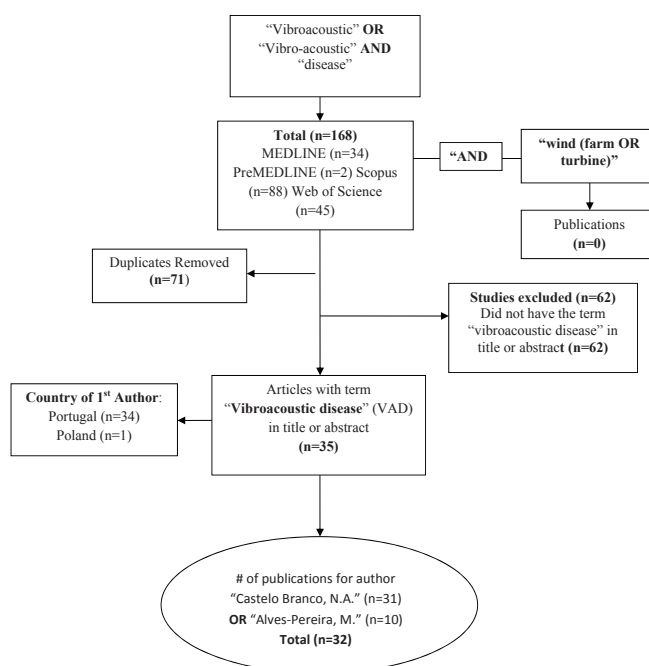 “Vibroacoustic” OR
“Vibro-acoustic” AND
“disease”
Total (n=168)
MEDLINE (n=34)
PreMEDLINE (n=2) Scopus
(n=88) Web of Science
(n=45)
“AND
“wind (farm OR
turbine)”
Publications
(n=0)
Duplicates Removed
(n=71)
Studies excluded (n=62)
Did not have the term
“vibroacoustic disease” in
title or abstract (n=62)
Country of 1st Author:
Portugal (n=34)
Poland (n=1)
Articles with term
“Vibroacoustic disease” (VAD)
in title or abstract
(n=35)
# of publications for author
“Castelo Branco, N.A.” (n=31)
OR “Alves-Pereira, M.” (n=10)
Total (n=32)